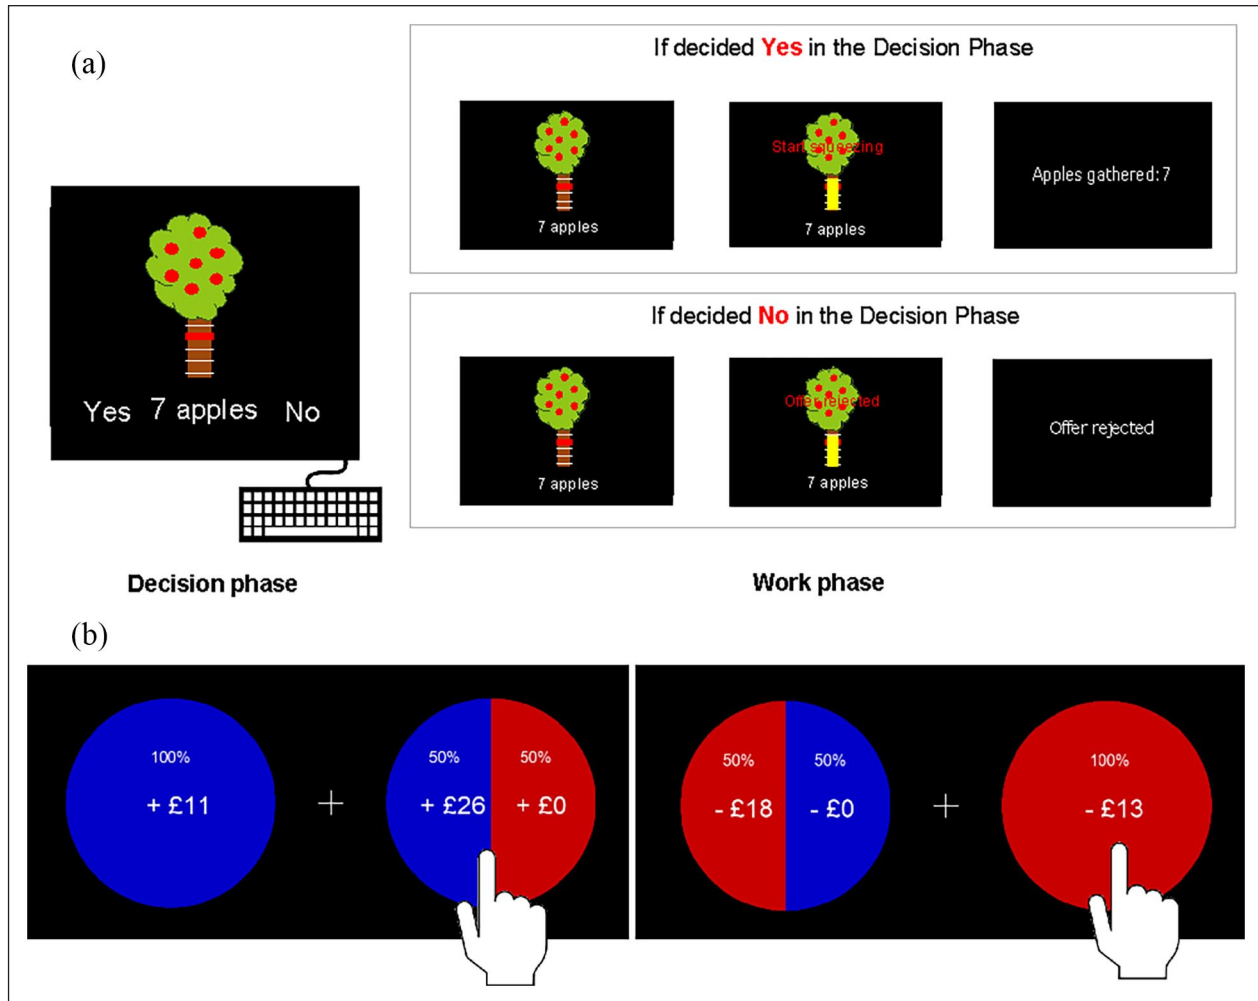 (a)
Yes 7 apples No
Decision phase
If decided Yes in the Decision Phase
7 apples
Start squeezing
7 apples
Apples gathered: 7
If decided No in the Decision Phase
7 apples
Offer rejected
7 apples
Offer rejected
Work phase
(b)
100%
+ £11
+
50% 50%
+ £26 + £0
50% 50%
- £18 - £0
+
100%
- £13